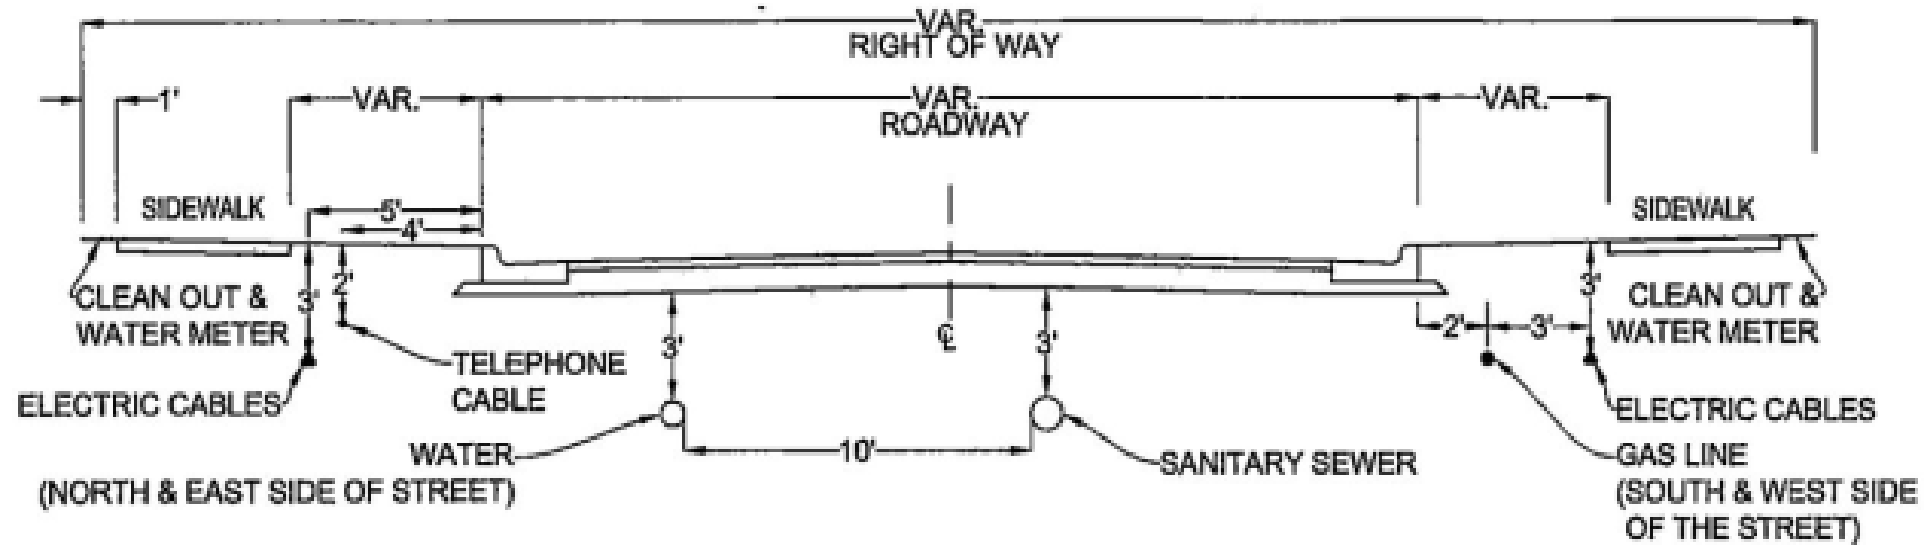 VAR.
RIGHT OF WAY
1'
VAR.
VAR.
ROADWAY
VAR.
SIDEWALK
5'
4'
SIDEWALK
3'
2'
3'
CLEAN OUT &
WATER METER
TELEPHONE
CABLE
ELECTRIC CABLES
3'
℄
3'
2'
3'
CLEAN OUT &
WATER METER
ELECTRIC CABLES
WATER
(NORTH & EAST SIDE OF STREET)
10'
SANITARY SEWER
GAS LINE
(SOUTH & WEST SIDE
OF THE STREET)